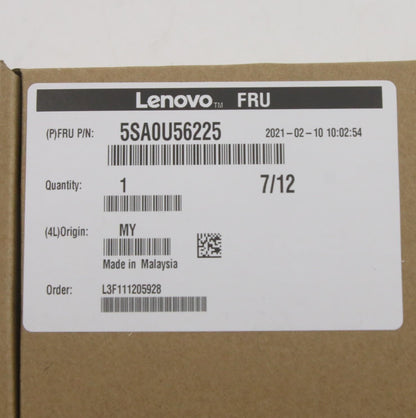 Lenovo™ FRU
(P)FRU P/N: 5SA0U56225 2021-02-10 10:02:54
Quantity: 1 7/12
(4L)Origin: MY
Made in Malaysia
Order: L3F111205928